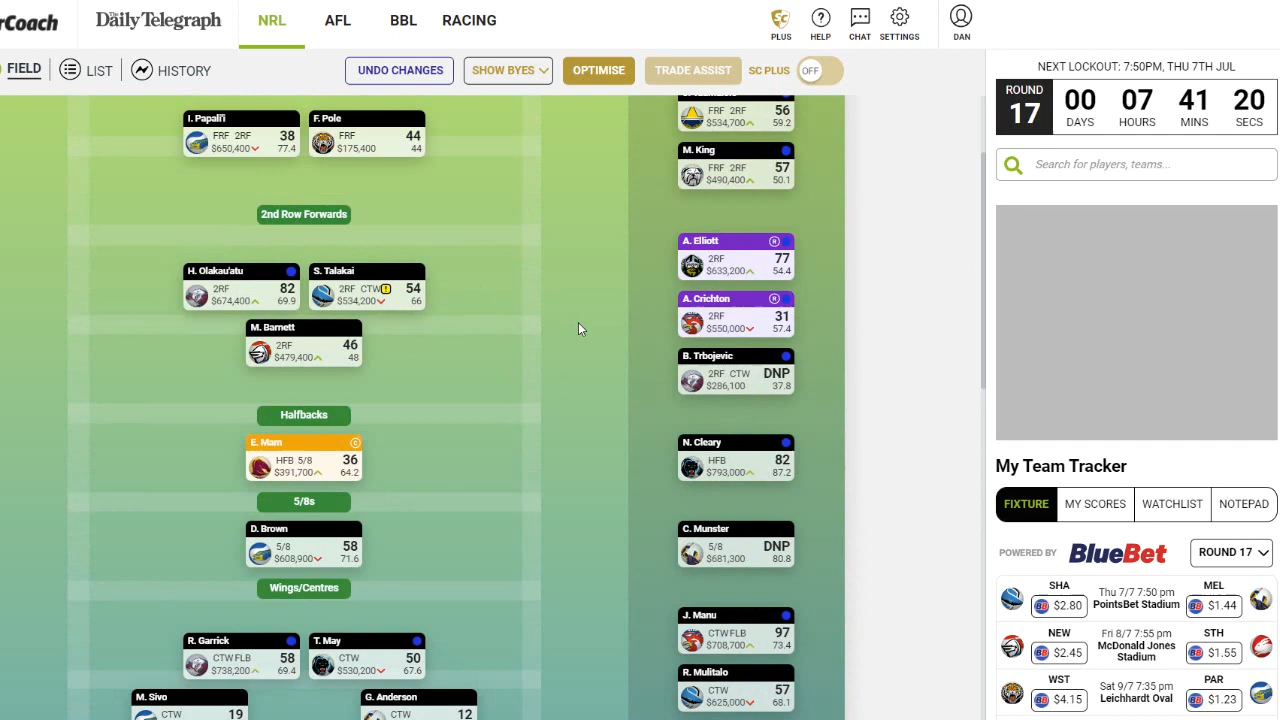 rCoach
The Daily Telegraph
NRL
AFL
BBL
RACING
SC
PLUS
HELP
CHAT
SETTINGS
DAN
FIELD
LIST
HISTORY
UNDO CHANGES
SHOW BYES
OPTIMISE
TRADE ASSIST
SC PLUS
OFF
NEXT LOCKOUT: 7:50PM, THU 7TH JUL
ROUND
17
00
DAYS
07
HOURS
41
MINS
20
SECS
Search for players, teams...
I. Papali'i
FRF 2RF 38
$650,400 77.4
F. Pole
FRF 44
$175,400 44
FRF 2RF 56
$534,700 59.2
M. King
FRF 2RF 57
$490,400 50.1
2nd Row Forwards
H. Olakau'atu
2RF 82
$674,400 69.9
S. Talakai
2RF CTW ! 54
$534,200 66
M. Barnett
2RF 46
$479,400 48
A. Elliott R
2RF 77
$633,200 54.4
A. Crichton R
2RF 31
$550,000 57.4
B. Trbojevic
2RF CTW DNP
$286,100 37.8
Halfbacks
E. Mam C
HFB 5/8 36
$391,700 64.2
N. Cleary
HFB 82
$793,000 87.2
5/8s
D. Brown
5/8 58
$608,900 71.6
C. Munster
5/8 DNP
$681,300 80.8
Wings/Centres
R. Garrick
CTW FLB 58
$738,200 69.4
T. May
CTW 50
$530,200 67.6
M. Sivo
CTW 19
G. Anderson
CTW 12
J. Manu
CTW FLB 97
$708,700 73.4
R. Mulitalo
CTW 57
$625,000 68.1
My Team Tracker
FIXTURE
MY SCORES
WATCHLIST
NOTEPAD
POWERED BY
BlueBet
ROUND 17
SHA
BB $2.80
Thu 7/7 7:50 pm
PointsBet Stadium
MEL
BB $1.44
NEW
BB $2.45
Fri 8/7 7:55 pm
McDonald Jones
Stadium
STH
BB $1.55
WST
BB $4.15
Sat 9/7 7:35 pm
Leichhardt Oval
PAR
BB $1.23